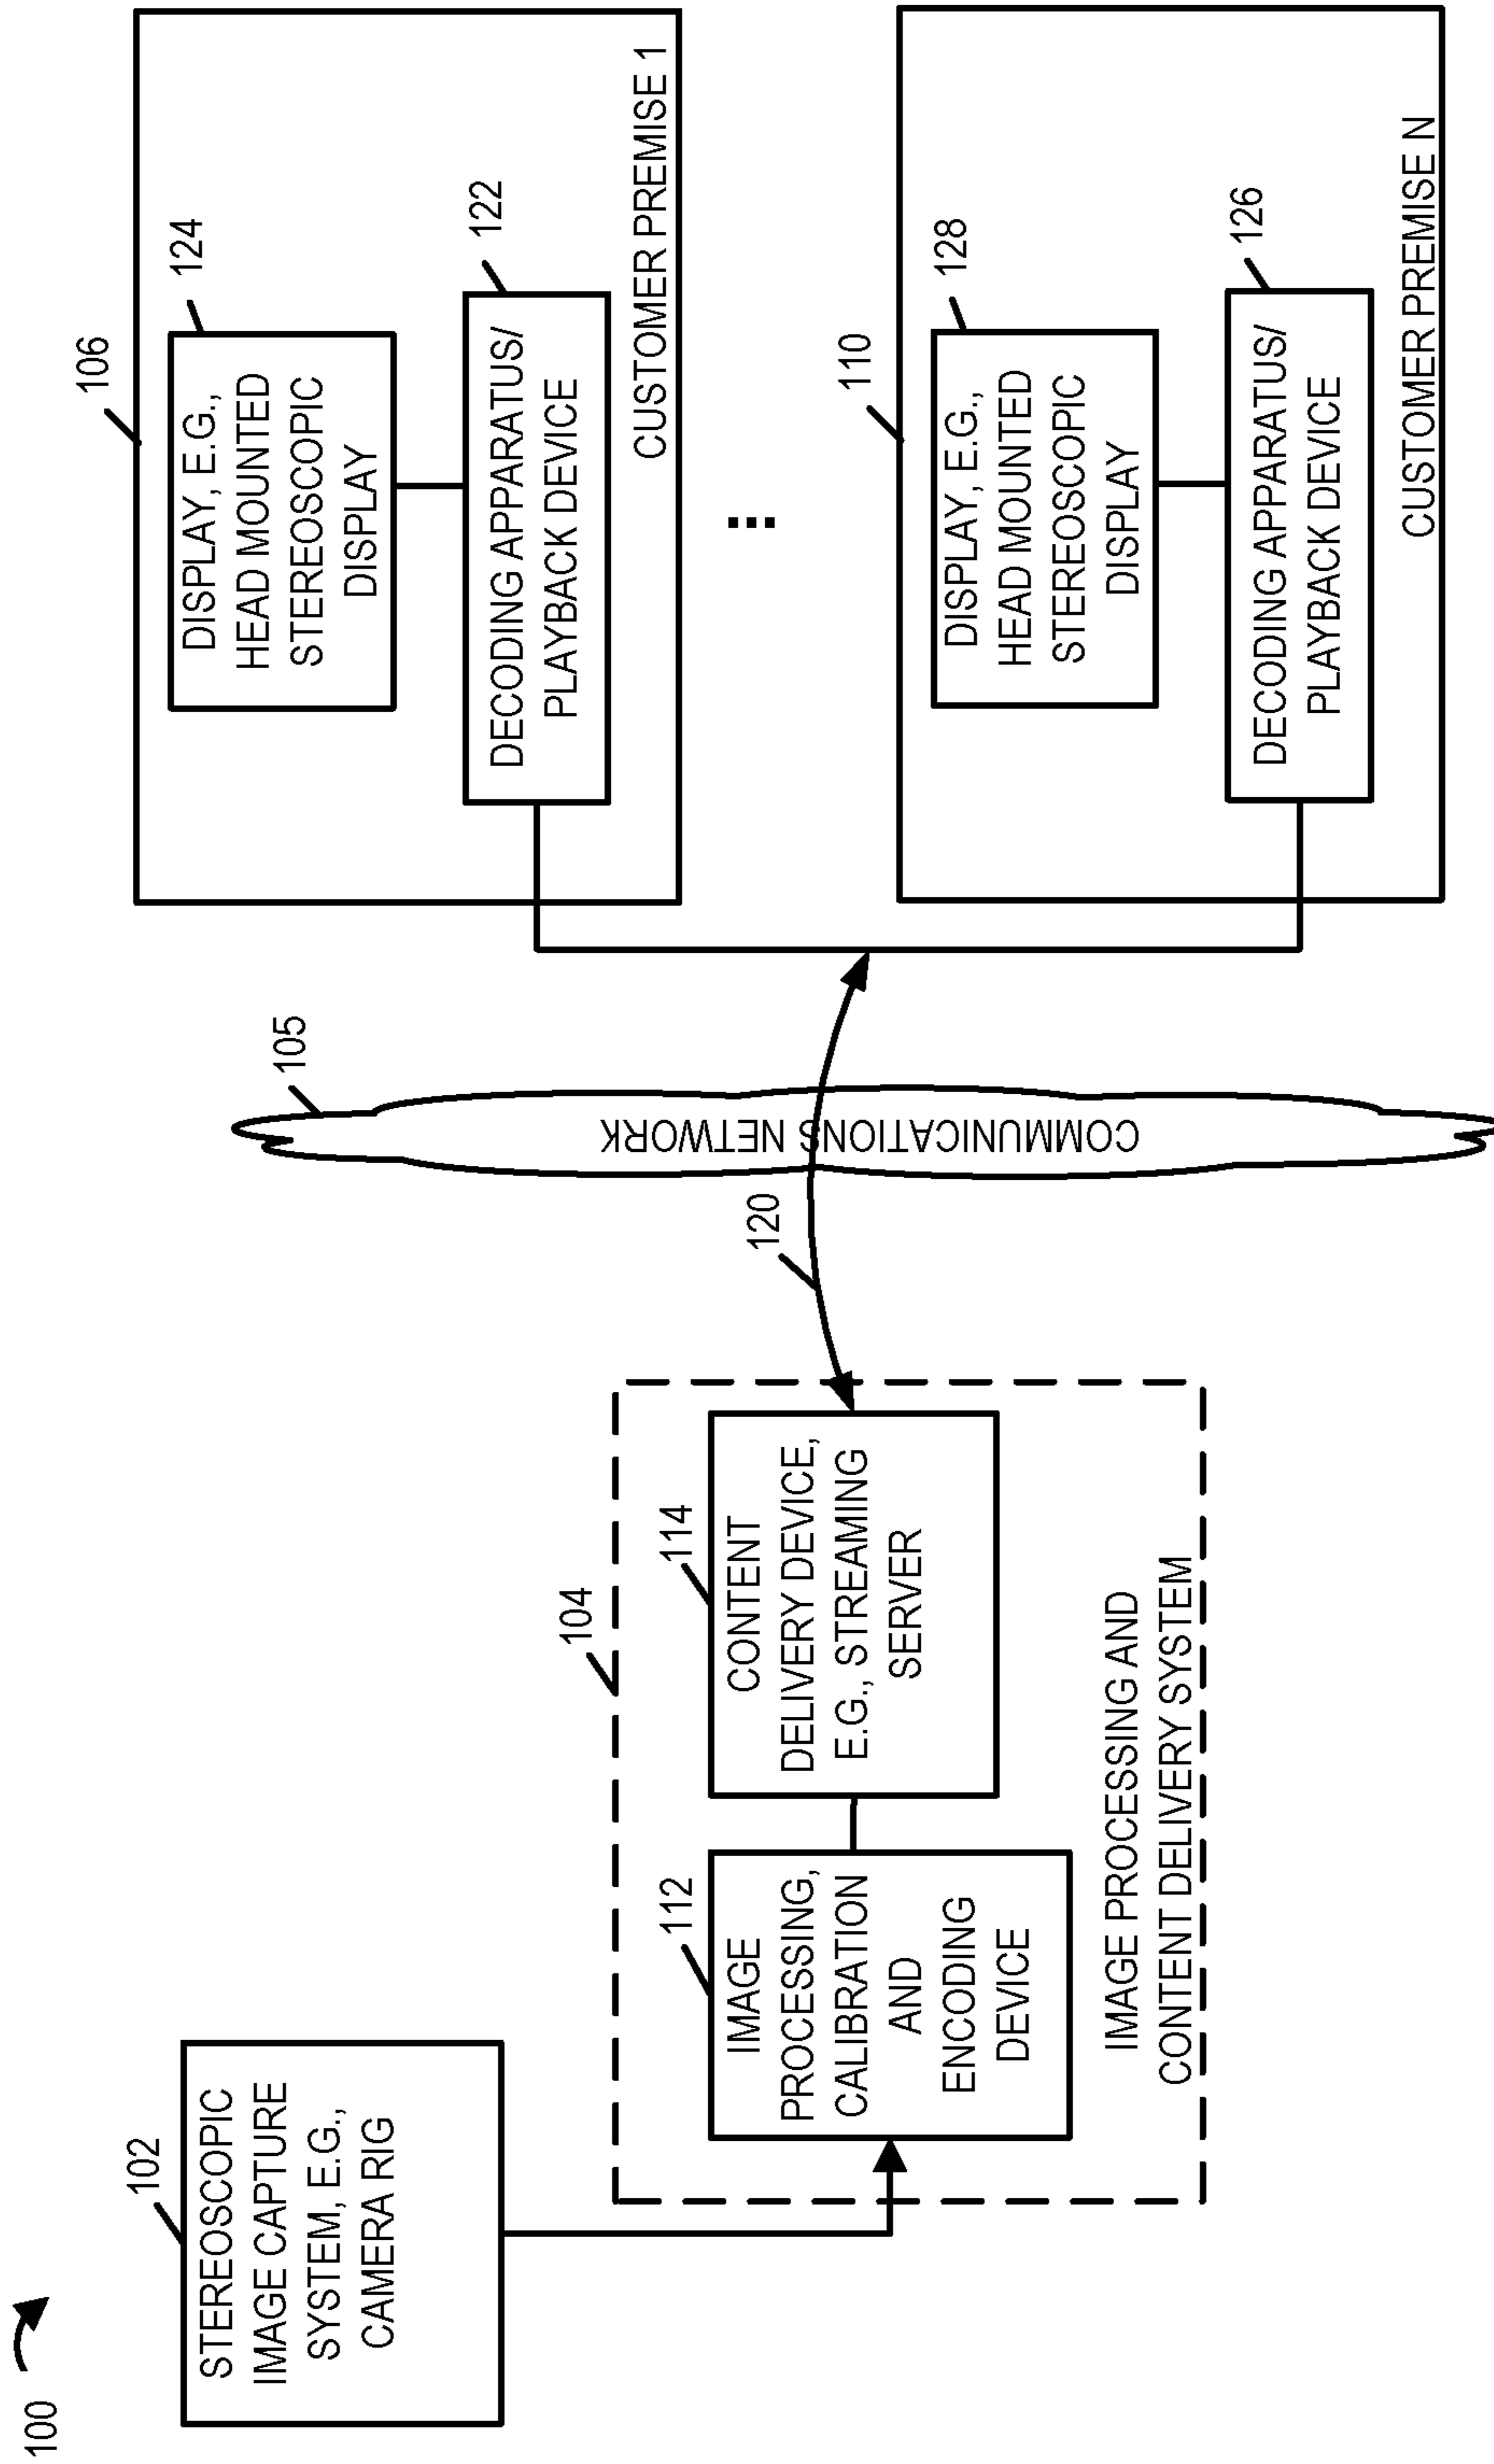 100
102
STEREOSCOPIC
IMAGE CAPTURE
SYSTEM, E.G.,
CAMERA RIG
104
112
IMAGE
PROCESSING,
CALIBRATION
AND
ENCODING
DEVICE
114
CONTENT
DELIVERY DEVICE,
E.G., STREAMING
SERVER
IMAGE PROCESSING AND
CONTENT DELIVERY SYSTEM
120
105
COMMUNICATIONS NETWORK
106
124
DISPLAY, E.G.,
HEAD MOUNTED
STEREOSCOPIC
DISPLAY
122
DECODING APPARATUS/
PLAYBACK DEVICE
CUSTOMER PREMISE 1
...
110
128
DISPLAY, E.G.,
HEAD MOUNTED
STEREOSCOPIC
DISPLAY
126
DECODING APPARATUS/
PLAYBACK DEVICE
CUSTOMER PREMISE N